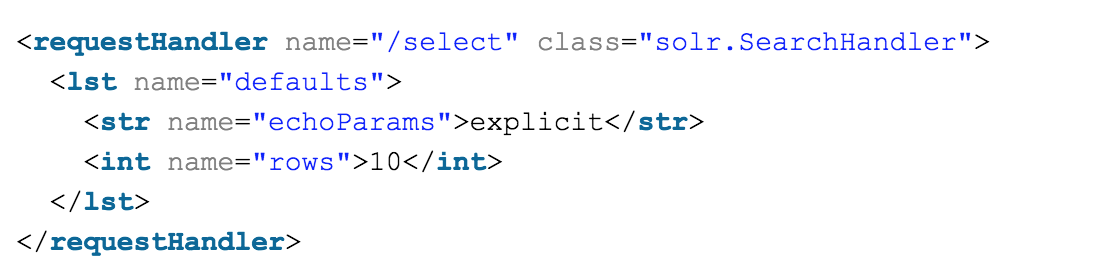 <requestHandler name="/select" class="solr.SearchHandler">
  <lst name="defaults">
    <str name="echoParams">explicit</str>
    <int name="rows">10</int>
  </lst>
</requestHandler>